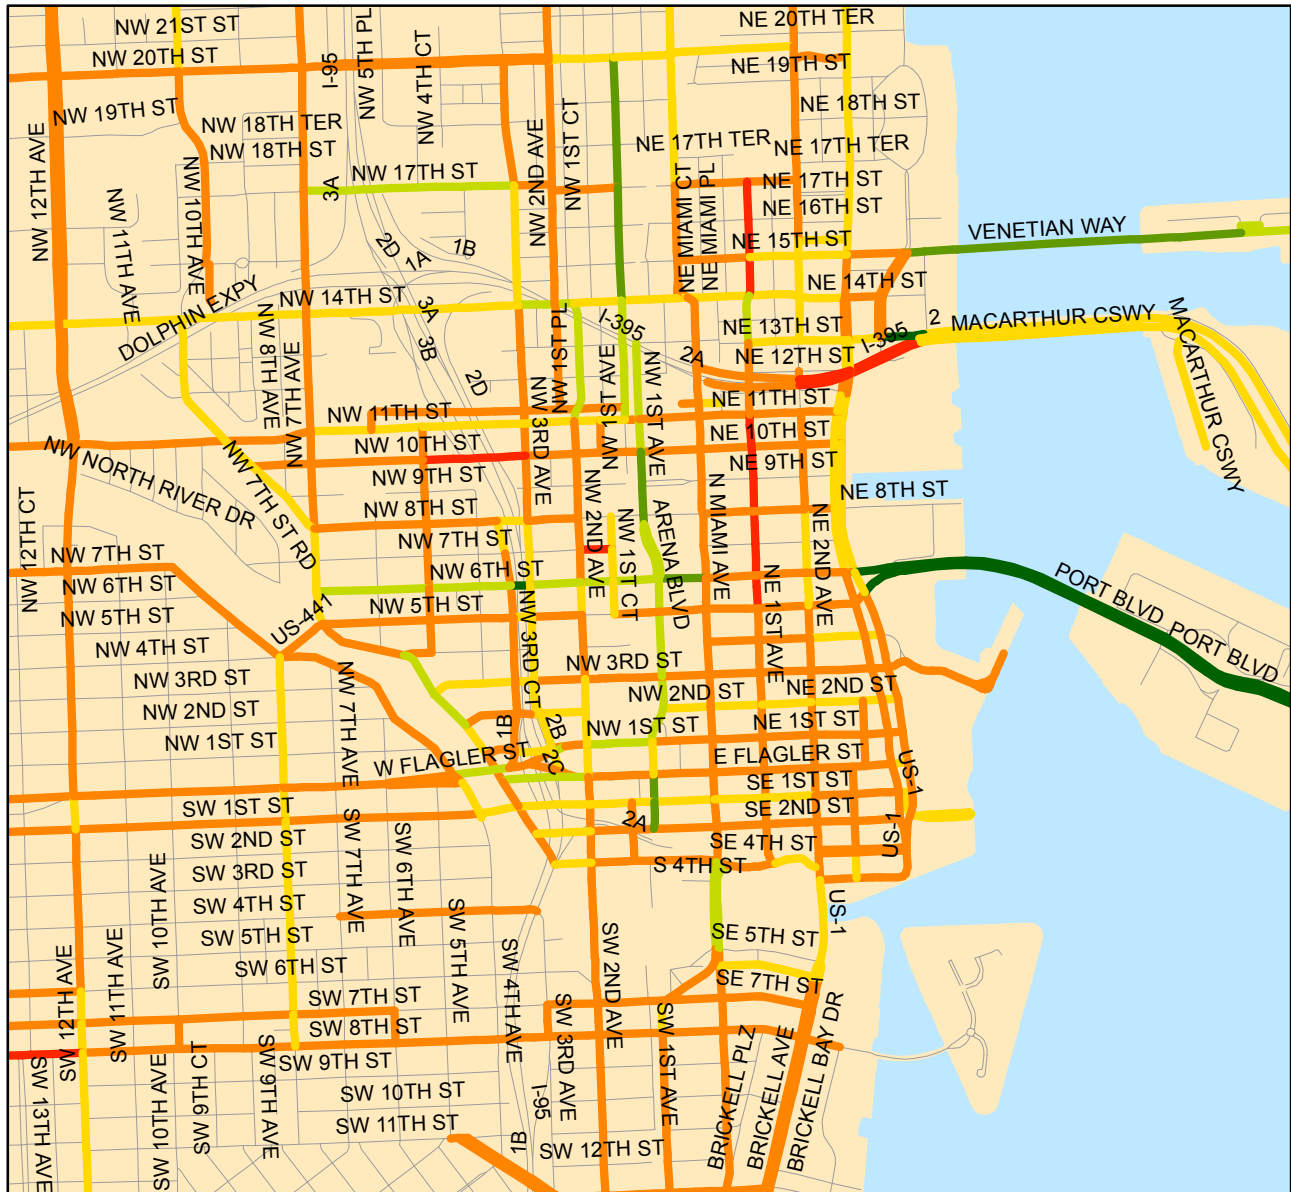 NW 21ST ST
NE 20TH TER
NW 20TH ST
I-95
NW 5TH PL
NW 4TH CT
NE 19TH ST
NW 19TH ST
NW 18TH TER
NW 18TH ST
NE 18TH ST
NW 12TH AVE
NW 10TH AVE
NW 11TH AVE
NW 17TH ST
3A
NW 2ND AVE
NW 1ST CT
NE 17TH TER
NE 17TH TER
NE MIAMI CT
NE MIAMI PL
NE 17TH ST
NE 16TH ST
NE 15TH ST
VENETIAN WAY
2D
1A
1B
NE 14TH ST
DOLPHIN EXPY
NW 14TH ST
3A
3B
I-395
NE 13TH ST
I-395
2
MACARTHUR CSWY
MACARTHUR CSWY
NW 8TH AVE
NW 7TH AVE
2D
NW 1ST PL
NW 1ST AVE
NW 1ST AVE
2A
NE 12TH ST
NW 3RD AVE
NE 11TH ST
NW 11TH ST
NW 10TH ST
NE 10TH ST
NW 9TH ST
NE 9TH ST
NW NORTH RIVER DR
NW 7TH ST RD
NW 12TH CT
NW 8TH ST
NE 8TH ST
NW 2ND AVE
NW 1ST CT
ARENA BLVD
N MIAMI AVE
NE 2ND AVE
NW 7TH ST
NW 7TH ST
NW 6TH ST
NW 6TH ST
NW 5TH ST
NW 5TH ST
US-441
NW 3RD CT
NE 1ST AVE
PORT BLVD
PORT BLVD
NW 4TH ST
NW 3RD ST
NW 3RD ST
NW 7TH AVE
NW 2ND ST
NW 2ND ST
NE 2ND ST
NW 1ST ST
NW 1ST ST
NE 1ST ST
1B
2B
2C
W FLAGLER ST
E FLAGLER ST
US-1
SE 1ST ST
SW 1ST ST
SE 2ND ST
SW 2ND ST
2A
SE 4TH ST
US-1
SW 7TH AVE
SW 6TH AVE
SW 10TH AVE
SW 3RD ST
S 4TH ST
SW 4TH ST
US-1
SW 5TH ST
SE 5TH ST
SW 5TH AVE
SW 4TH AVE
SW 2ND AVE
SW 6TH ST
SE 7TH ST
SW 12TH AVE
SW 11TH AVE
SW 7TH ST
SW 8TH ST
SW 9TH ST
SW 3RD AVE
SW 1ST AVE
BRICKELL PLZ
BRICKELL AVE
BRICKELL BAY DR
SW 13TH AVE
SW 10TH AVE
SW 9TH CT
SW 9TH AVE
SW 10TH ST
SW 11TH ST
I-95
1B
SW 12TH ST